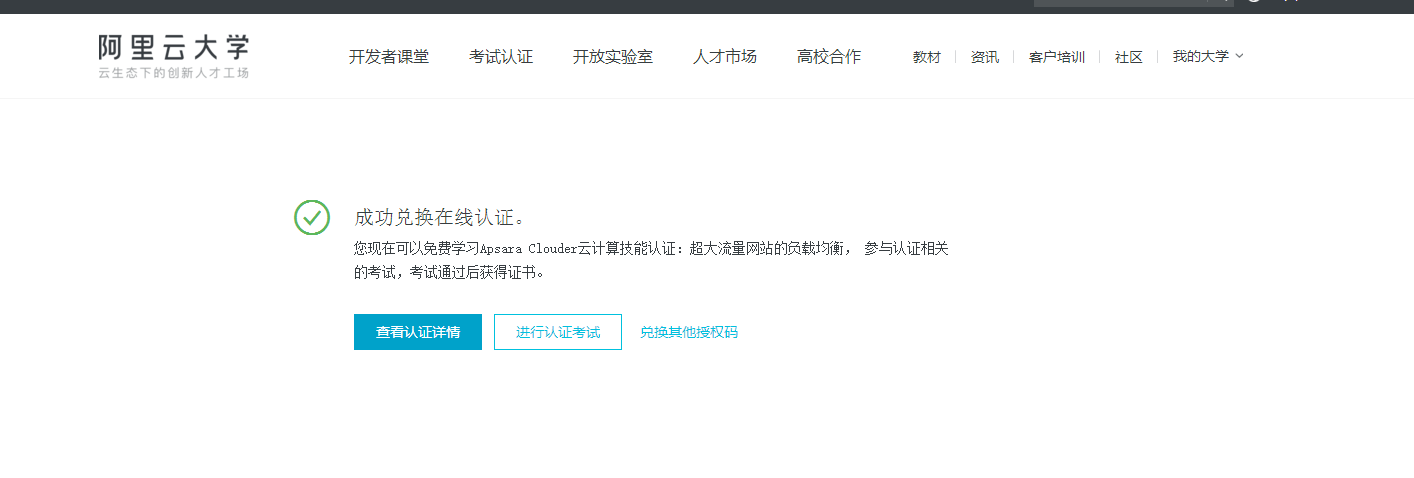 阿里云大学
云生态下的创新人才工场
开发者课堂 考试认证 开放实验室 人才市场 高校合作 教材 资讯 客户培训 社区 我的大学
成功兑换在线认证。
您现在可以免费学习Apsara Clouder云计算技能认证：超大流量网站的负载均衡， 参与认证相关
的考试，考试通过后获得证书。
查看认证详情 进行认证考试 兑换其他授权码